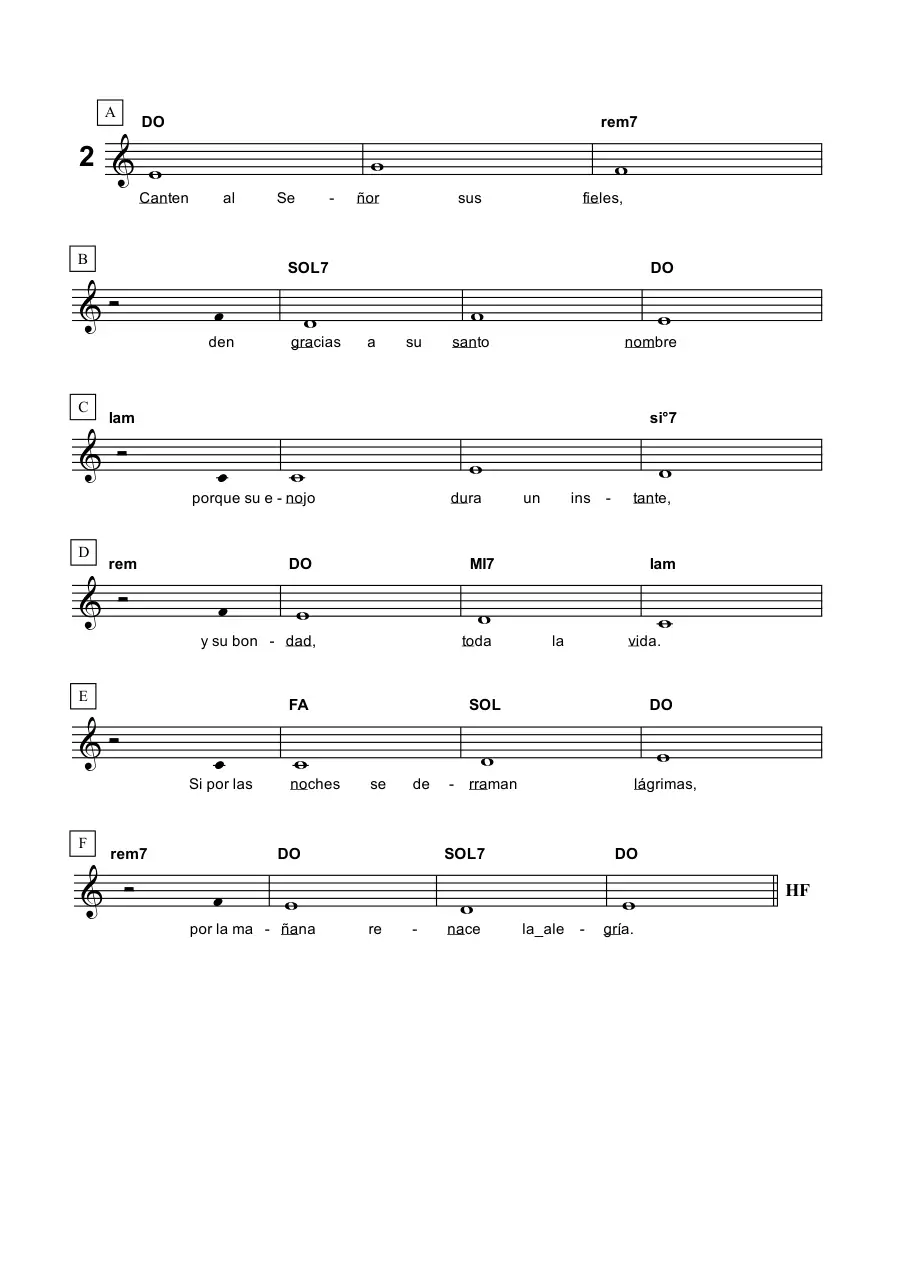 A
DO rem7
2
Canten al Se - ñor sus fieles,
B
SOL7 DO
den gracias a su santo nombre
C
lam si°7
porque su e - nojo dura un ins - tante,
D
rem DO MI7 lam
y su bon - dad, toda la vida.
E
FA SOL DO
Si por las noches se de - rraman lágrimas,
F
rem7 DO SOL7 DO
HF
por la ma - ñana re - nace la_ale - gría.